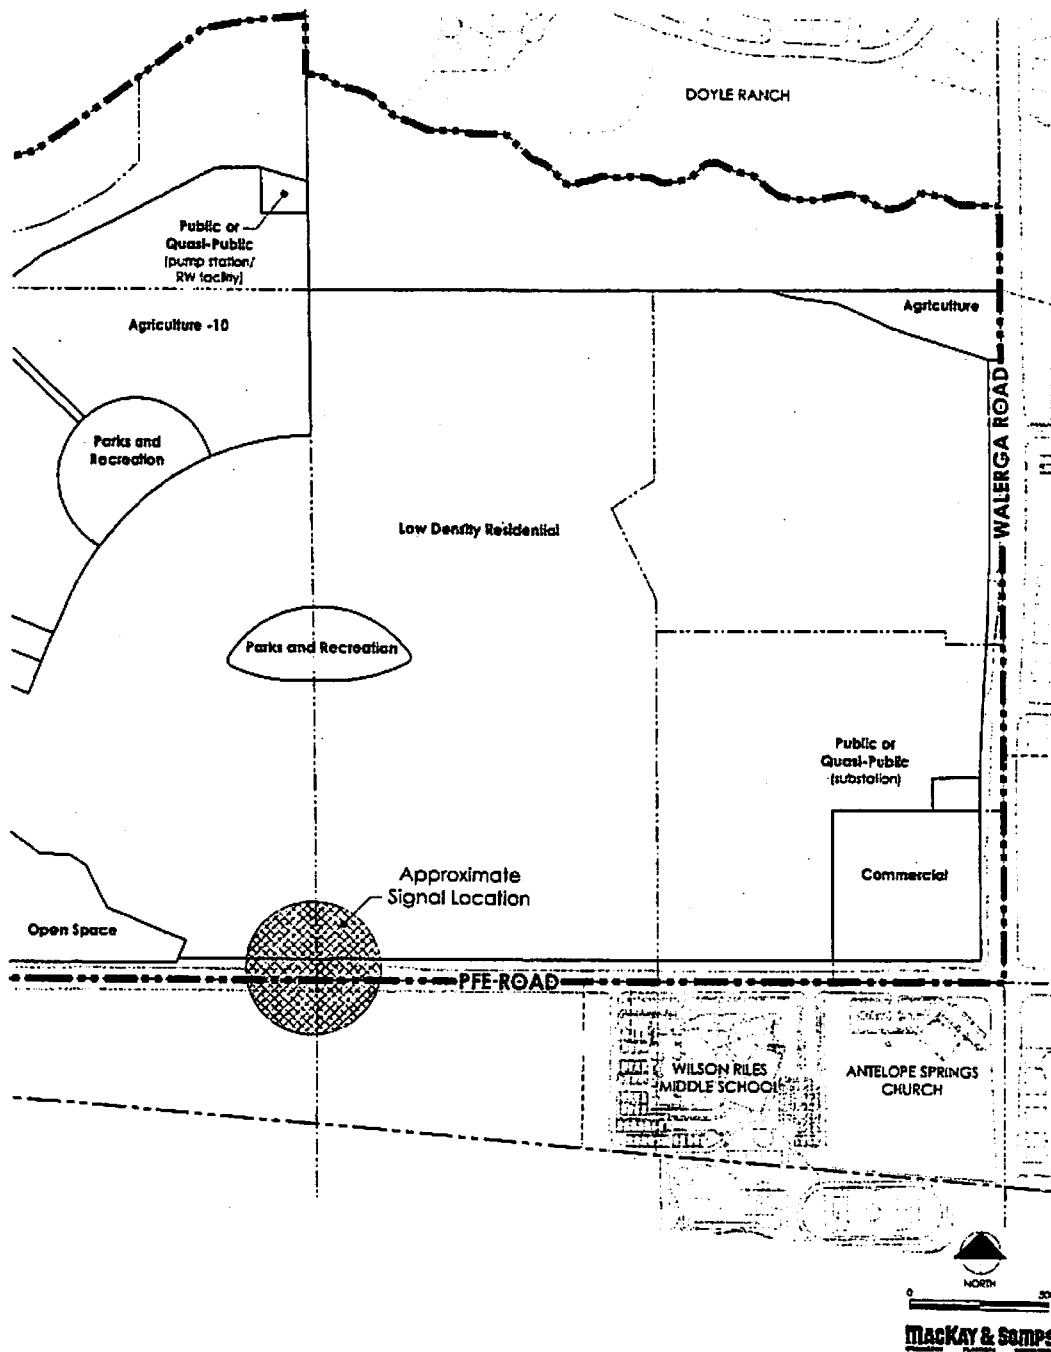 DOYLE RANCH
Public or
Quasi-Public
(pump station/
RW facility)
Agriculture
Agriculture -10
WALERGA ROAD
Parks and
Recreation
Low Density Residential
Parks and Recreation
Public or
Quasi-Public
(substation)
Approximate
Signal Location
Commercial
Open Space
PFE ROAD
WILSON RILES
MIDDLE SCHOOL
ANTELOPE SPRINGS
CHURCH
NORTH
0
MACKAY & SOMPS